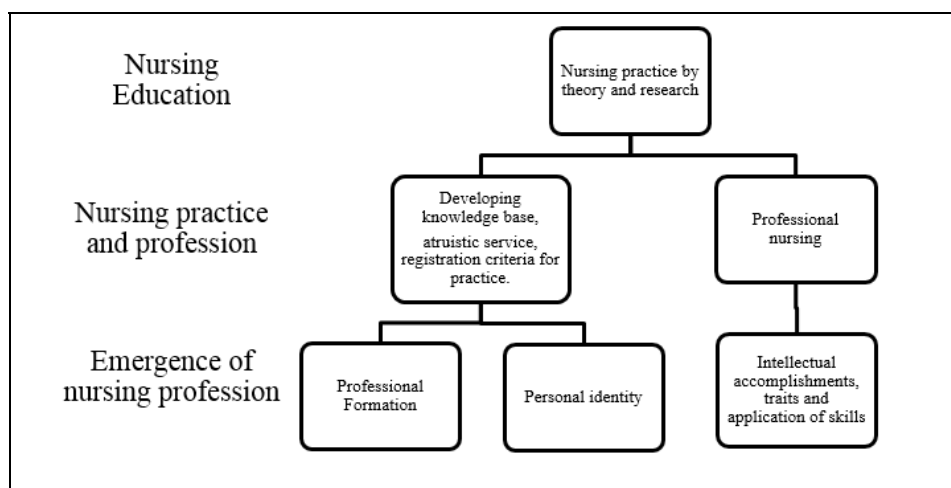 Nursing
Education
Nursing practice by
theory and research
Nursing practice
and profession
Developing
knowledge base,
atruistic service,
registration criteria for
practice.
Professional
nursing
Emergence of
nursing profession
Professional
Formation
Personal identity
Intellectual
accomplishments,
traits and
application of skills